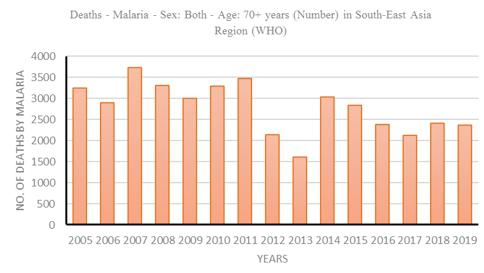 Deaths - Malaria - Sex: Both - Age: 70+ years (Number) in South-East Asia
Region (WHO)
NO. OF DEATHS BY MALARIA
4000
3500
3000
2500
2000
1500
1000
500
0
2005 2006 2007 2008 2009 2010 2011 2012 2013 2014 2015 2016 2017 2018 2019
YEARS